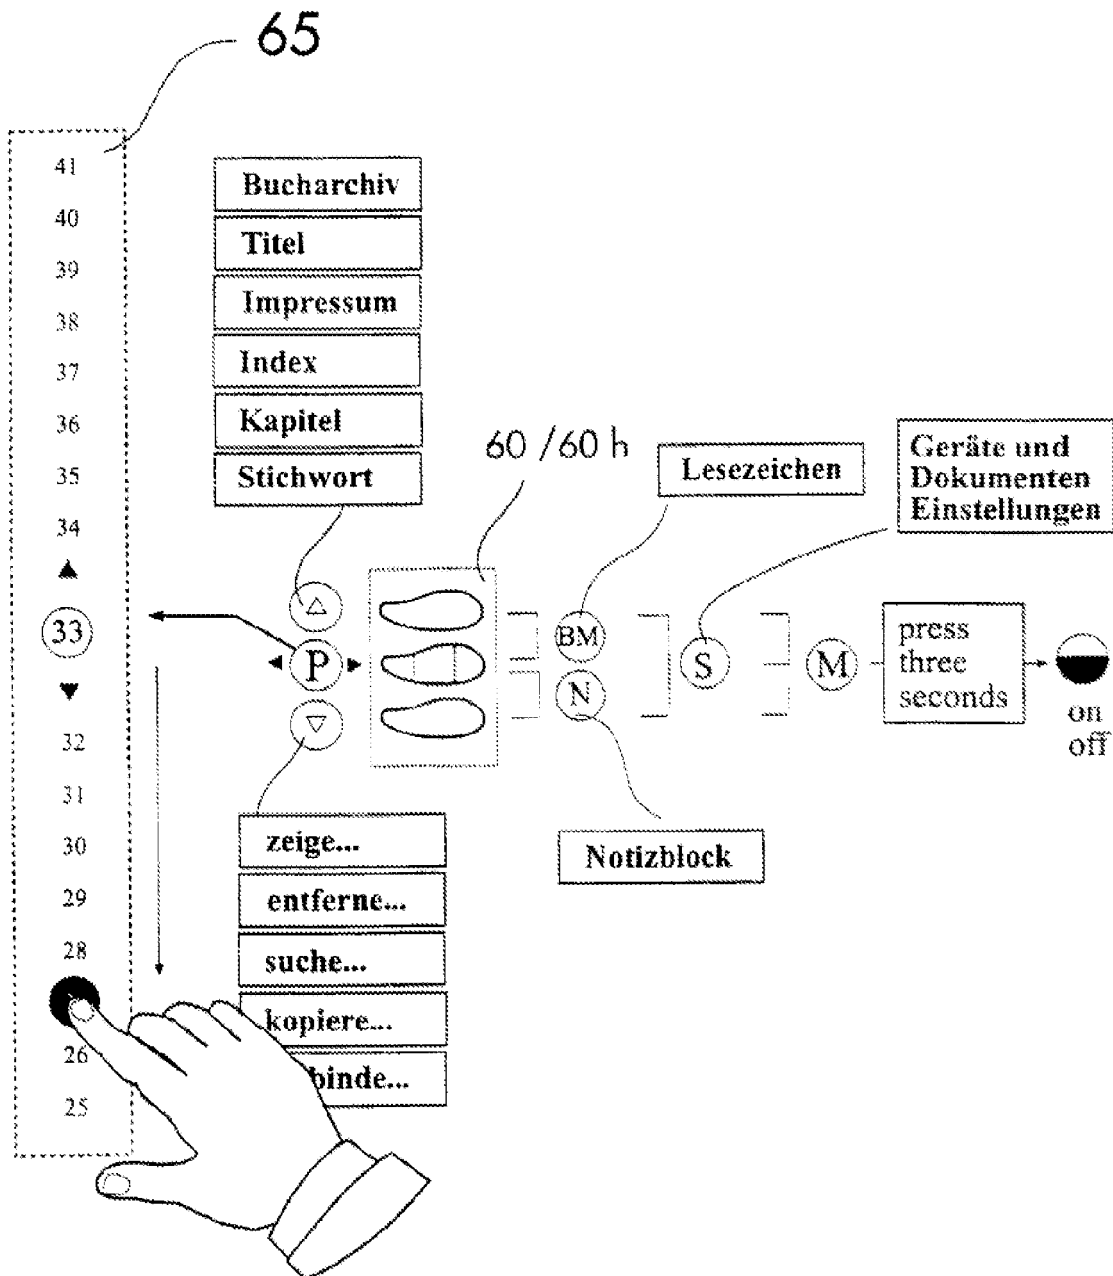 65
41
40
39
38
37
36
35
34
33
32
31
30
29
28
26
25
Bucharchiv
Titel
Impressum
Index
Kapitel
Stichwort
P
zeige...
entferne...
suche...
kopiere...
binde...
60 / 60 h
Lesezeichen
BM
N
Notizblock
Geräte und
Dokumenten
Einstellungen
S
M
press
three
seconds
on
off